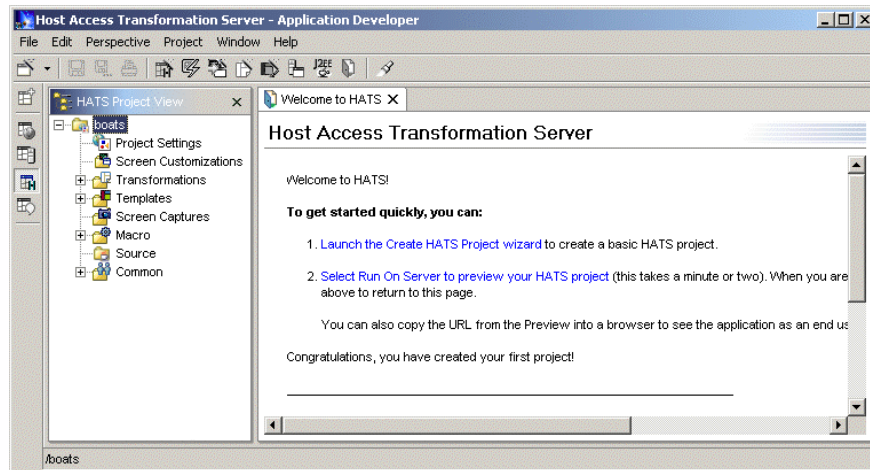 Host Access Transformation Server - Application Developer
File Edit Perspective Project Window Help
HATS Project View
boats
Project Settings
Screen Customizations
Transformations
Templates
Screen Captures
Macro
Source
Common
Welcome to HATS
Host Access Transformation Server
Welcome to HATS!
To get started quickly, you can:
1. Launch the Create HATS Project wizard to create a basic HATS project.
2. Select Run On Server to preview your HATS project (this takes a minute or two). When you are
above to return to this page.
You can also copy the URL from the Preview into a browser to see the application as an end us
Congratulations, you have created your first project!
/boats